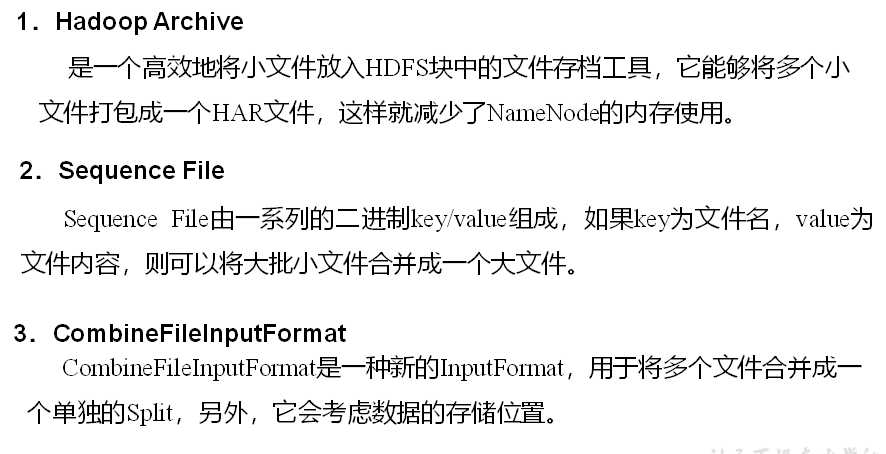 1. Hadoop Archive
是一个高效地将小文件放入HDFS块中的文件存档工具，它能够将多个小
文件打包成一个HAR文件，这样就减少了NameNode的内存使用。
2. Sequence File
Sequence File由一系列的二进制key/value组成，如果key为文件名，value为
文件内容，则可以将大批小文件合并成一个大文件。
3. CombineFileInputFormat
CombineFileInputFormat是一种新的InputFormat，用于将多个文件合并成一
个单独的Split，另外，它会考虑数据的存储位置。